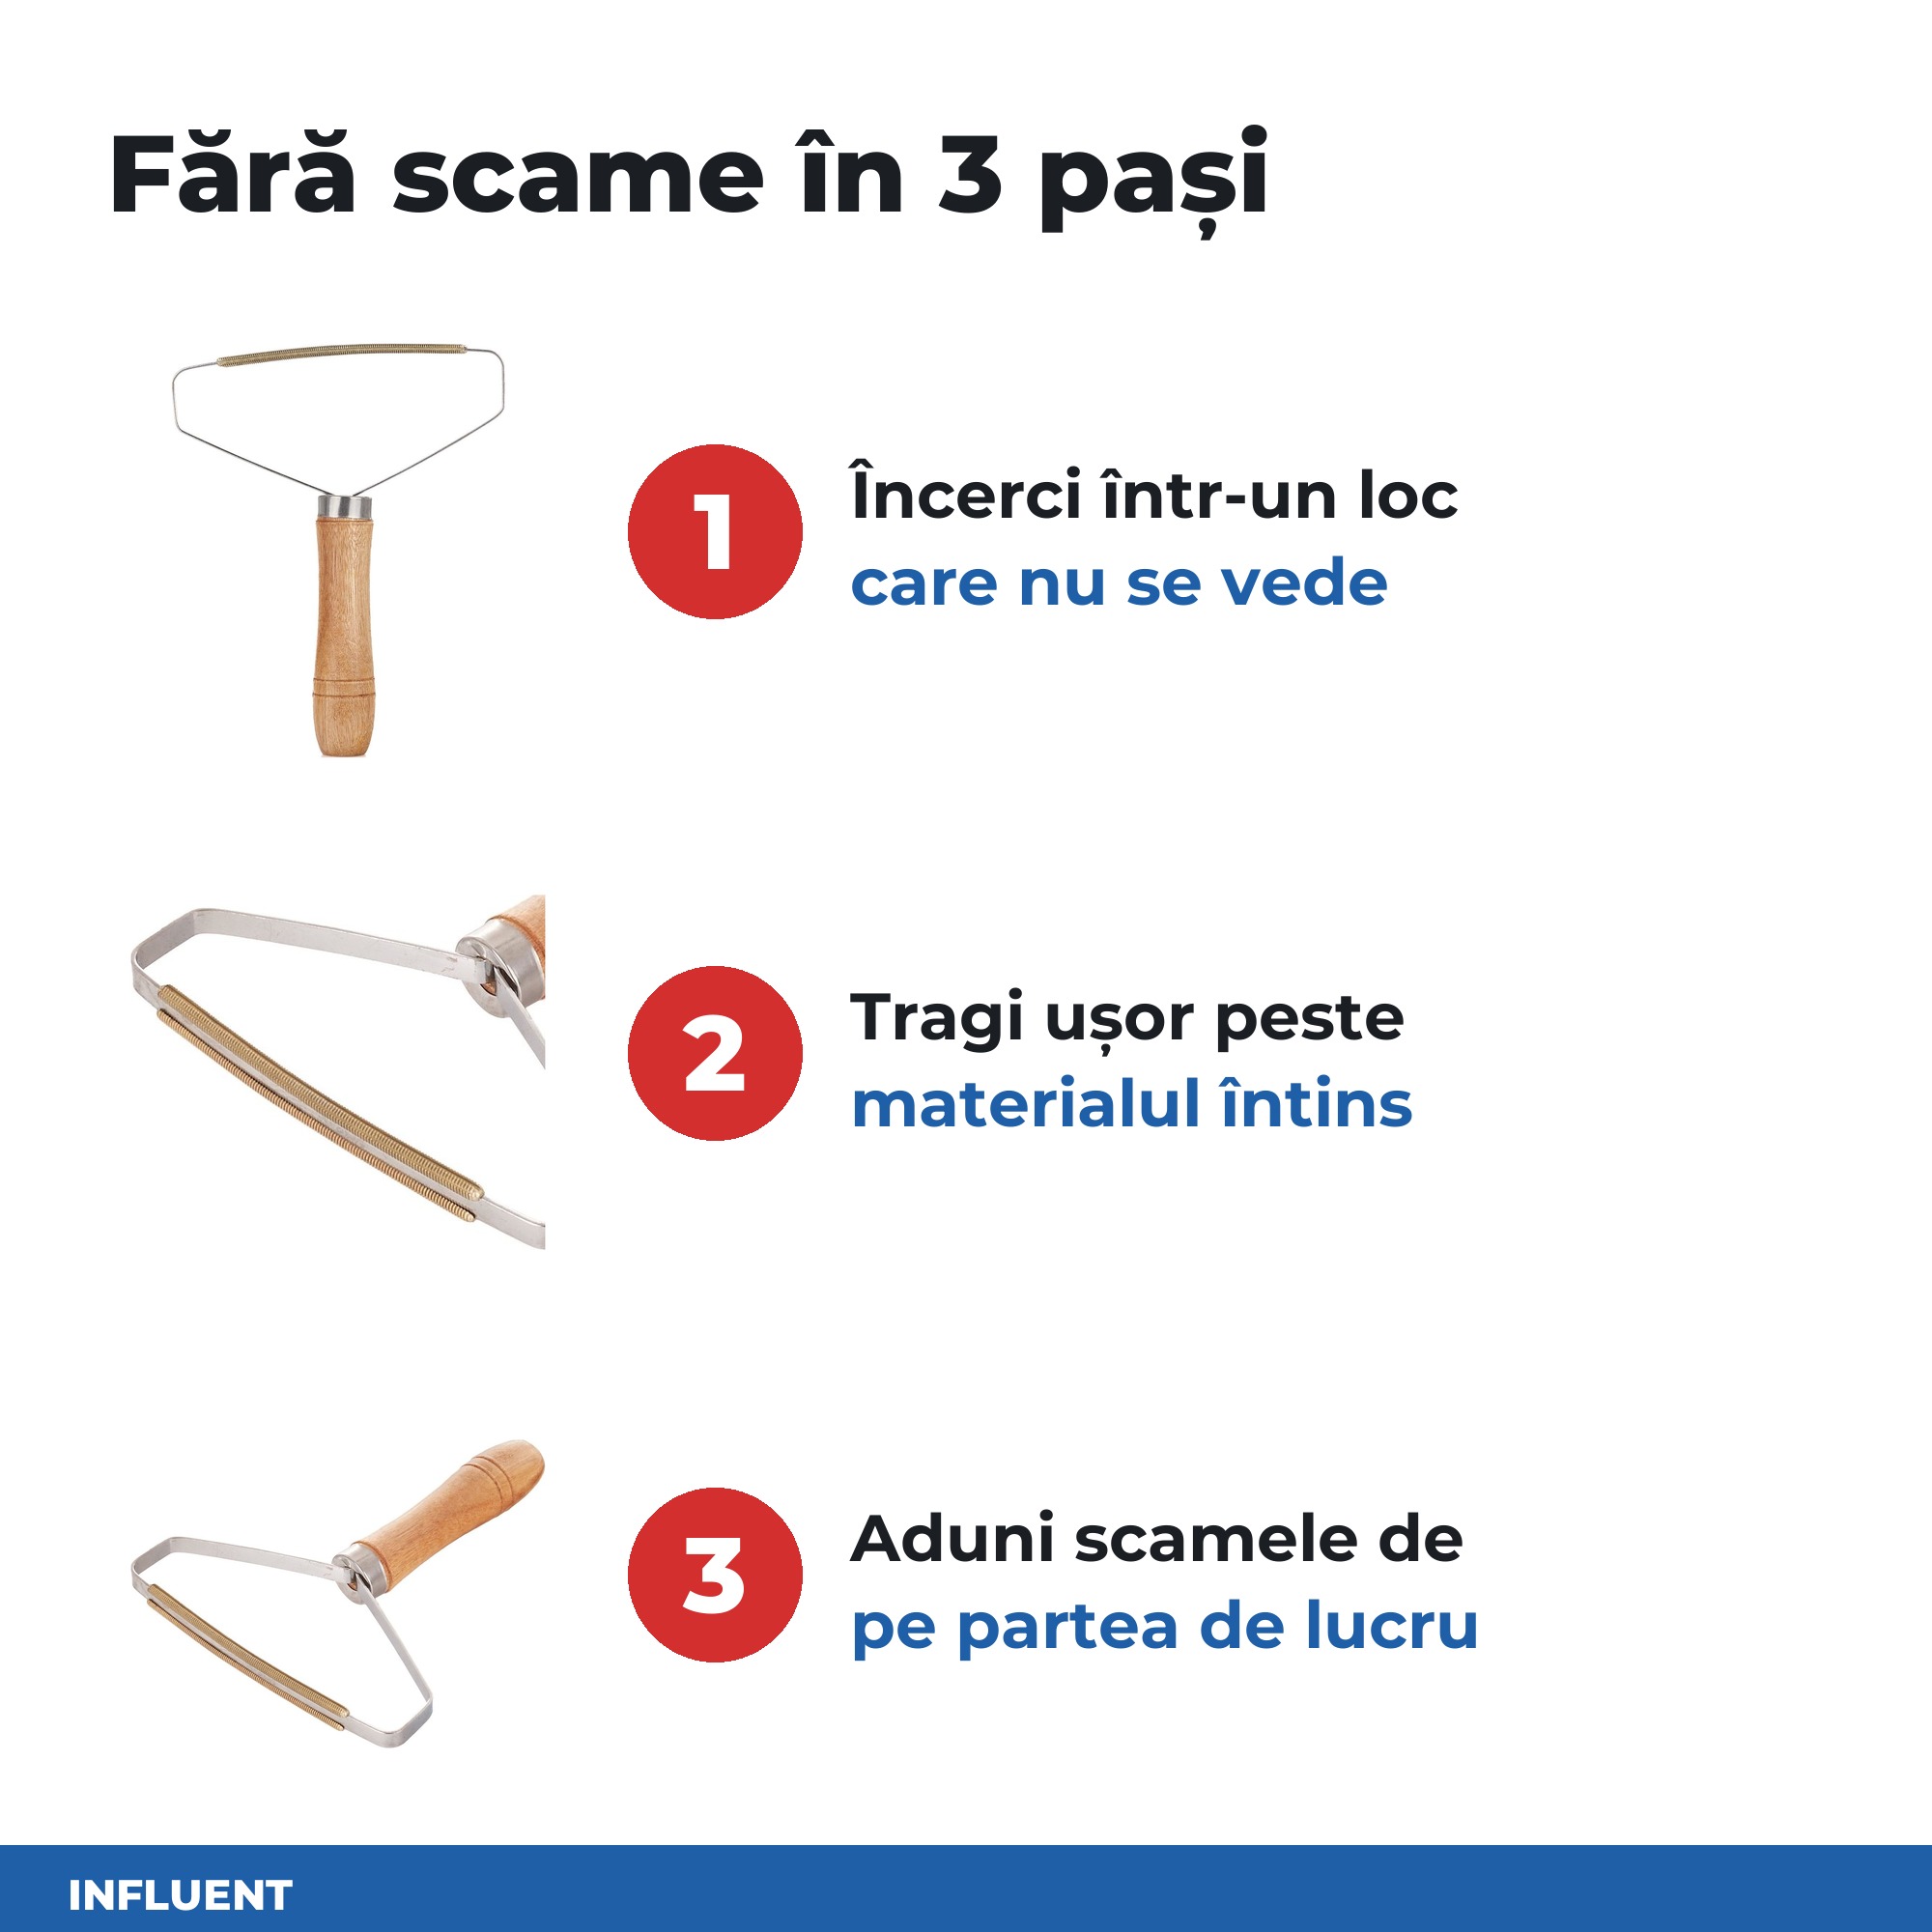 Fără scame în 3 pași
1
Încerci într-un loc
care nu se vede
2
Tragi ușor peste
materialul întins
3
Aduni scamele de
pe partea de lucru
INFLUENT